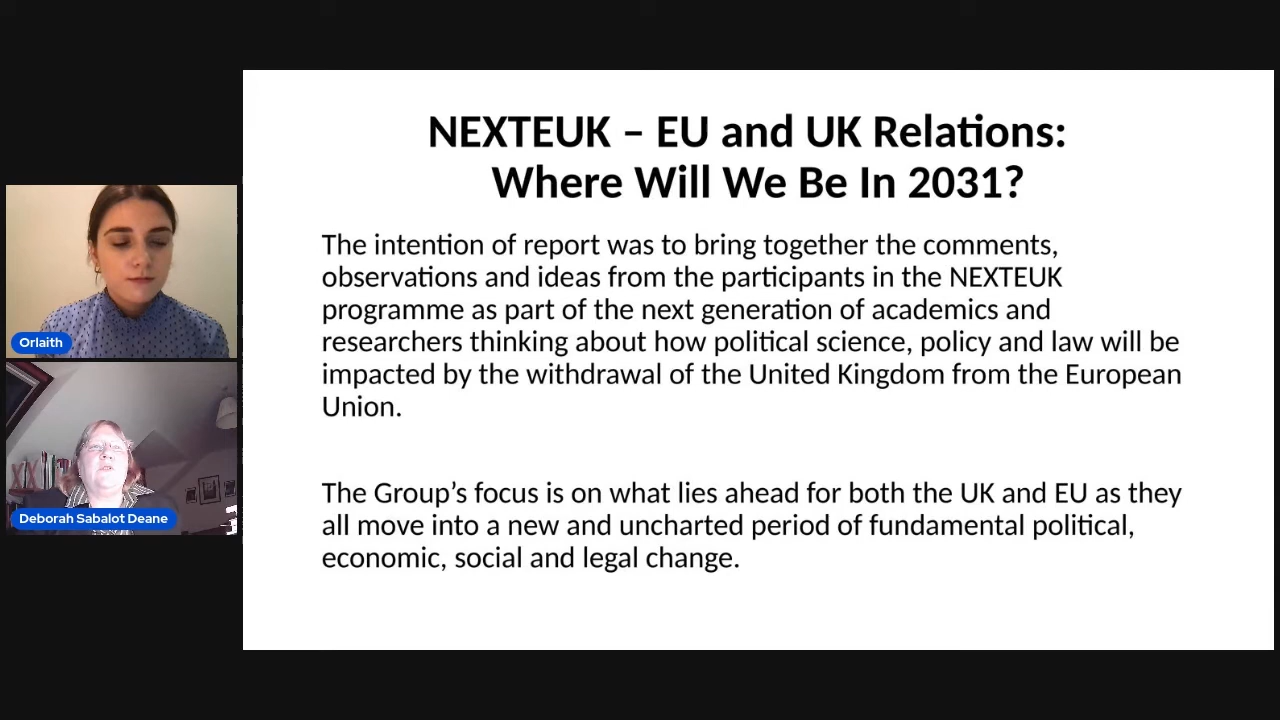 NEXTEUK – EU and UK Relations:
Where Will We Be In 2031?
The intention of report was to bring together the comments,
observations and ideas from the participants in the NEXTEUK
programme as part of the next generation of academics and
researchers thinking about how political science, policy and law will be
impacted by the withdrawal of the United Kingdom from the European
Union.
The Group’s focus is on what lies ahead for both the UK and EU as they
all move into a new and uncharted period of fundamental political,
economic, social and legal change.
Orlaith
Deborah Sabalot Deane